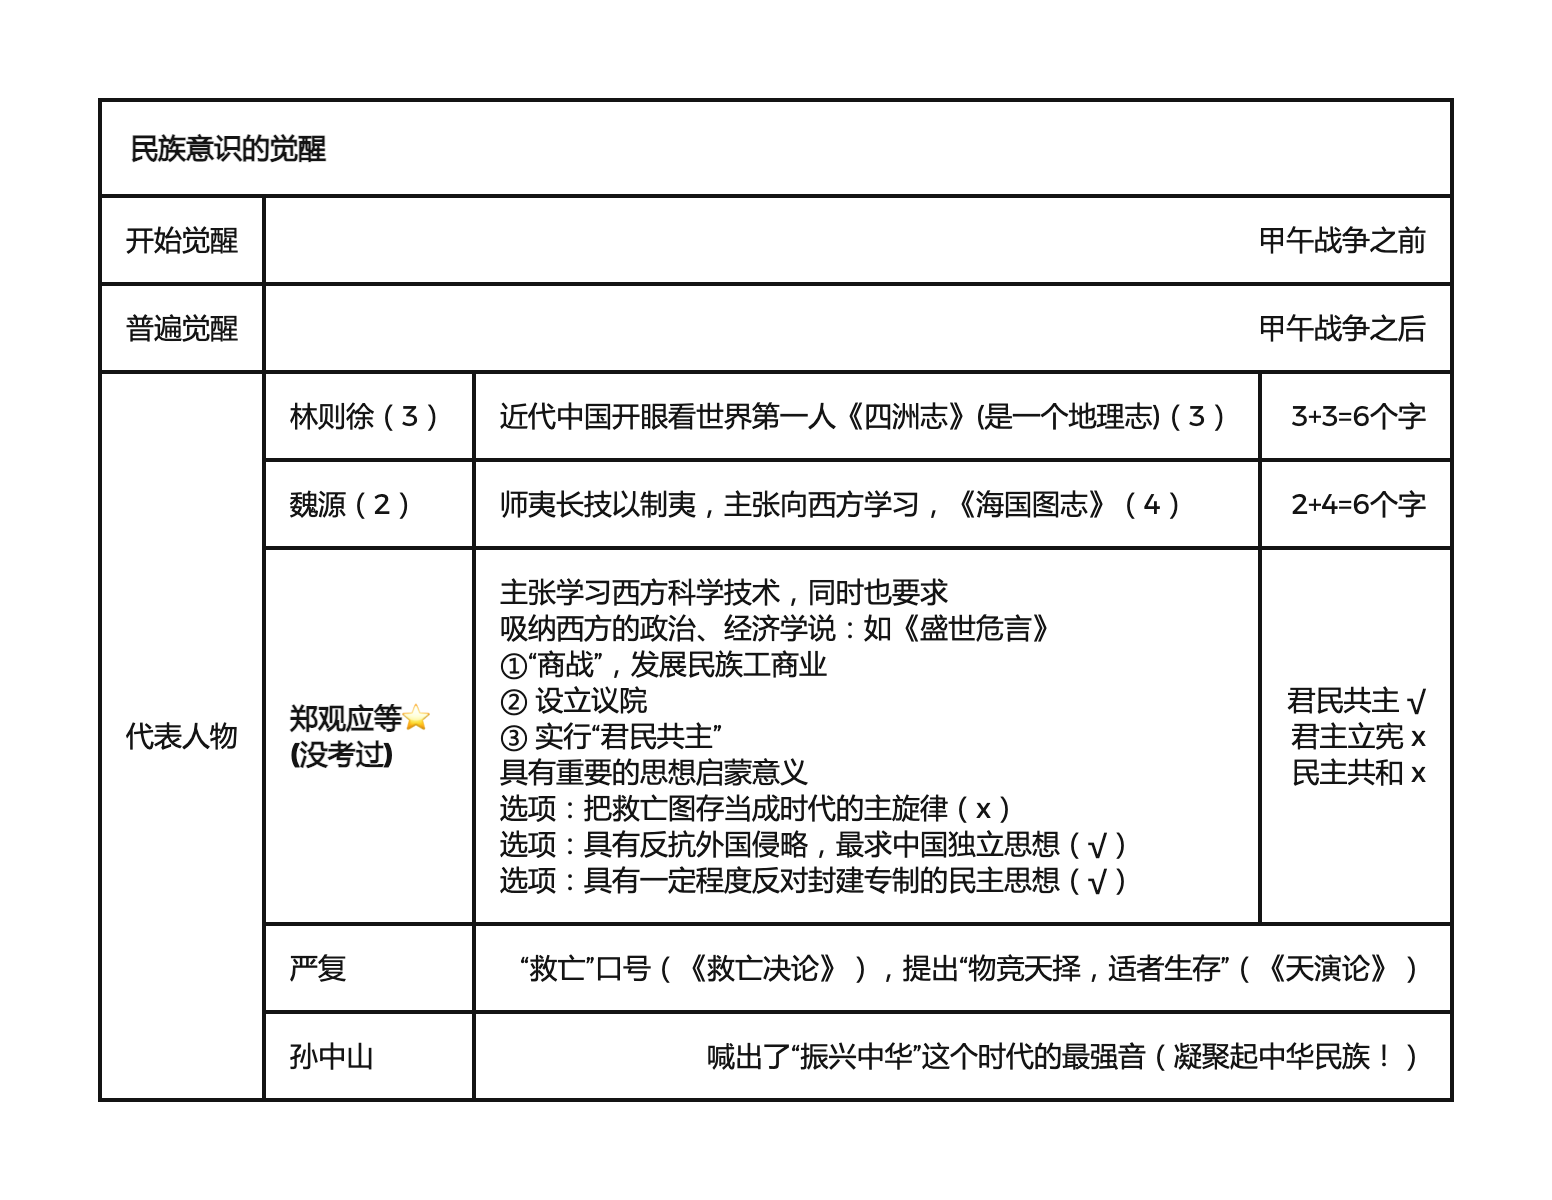 民族意识的觉醒
开始觉醒
甲午战争之前
普遍觉醒
甲午战争之后
代表人物
林则徐（3）
近代中国开眼看世界第一人《四洲志》(是一个地理志)（3）
3+3=6个字
魏源（2）
师夷长技以制夷，主张向西方学习，《海国图志》（4）
2+4=6个字
郑观应等⭐
(没考过)
主张学习西方科学技术，同时也要求
吸纳西方的政治、经济学说：如《盛世危言》
①“商战”，发展民族工商业
② 设立议院
③ 实行“君民共主”
具有重要的思想启蒙意义
选项：把救亡图存当成时代的主旋律（x）
选项：具有反抗外国侵略，最求中国独立思想（√）
选项：具有一定程度反对封建专制的民主思想（√）
君民共主 √
君主立宪 x
民主共和 x
严复
“救亡”口号（《救亡决论》），提出“物竞天择，适者生存”（《天演论》）
孙中山
喊出了“振兴中华”这个时代的最强音（凝聚起中华民族！）